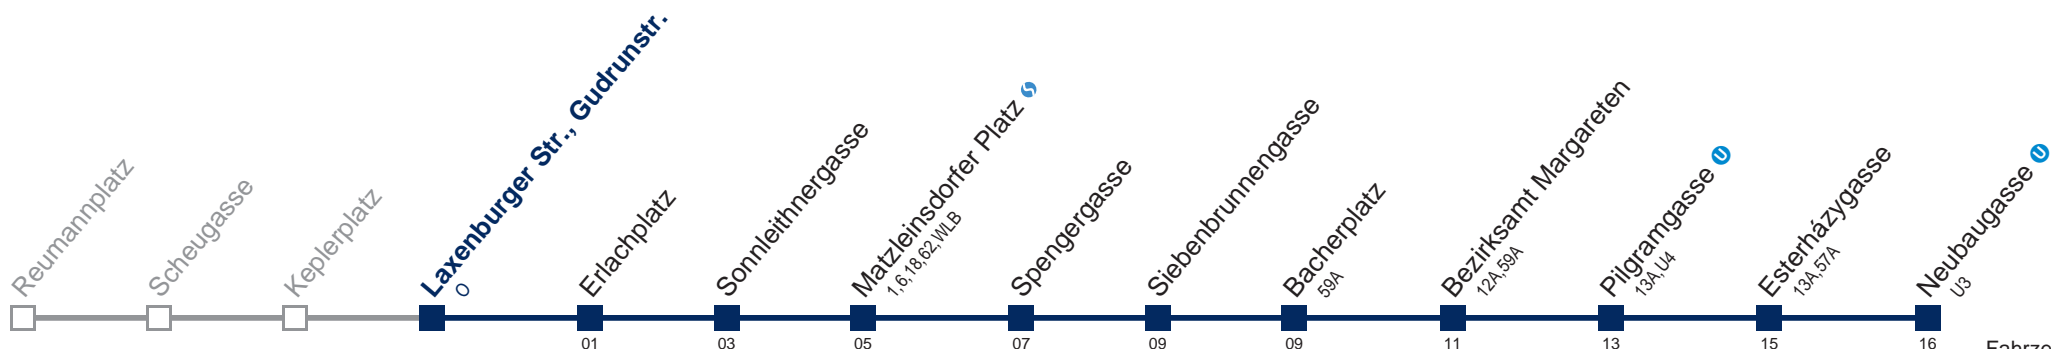 Reumannplatz
Scheugasse
Keplerplatz
Laxenburger Str., Gudrunstr.
O
Erlachplatz
Sonnleithnergasse
Matzleinsdorfer Platz
1,6,18,62,WLB
Spengergasse
Siebenbrunnengasse
Bacherplatz
59A
Bezirksamt Margareten
12A,59A
Pilgramgasse U
13A,U4
Esterházygasse
13A,57A
Neubaugasse U
U3
01 03 05 07 09 09 11 13 15 16
Fahrze